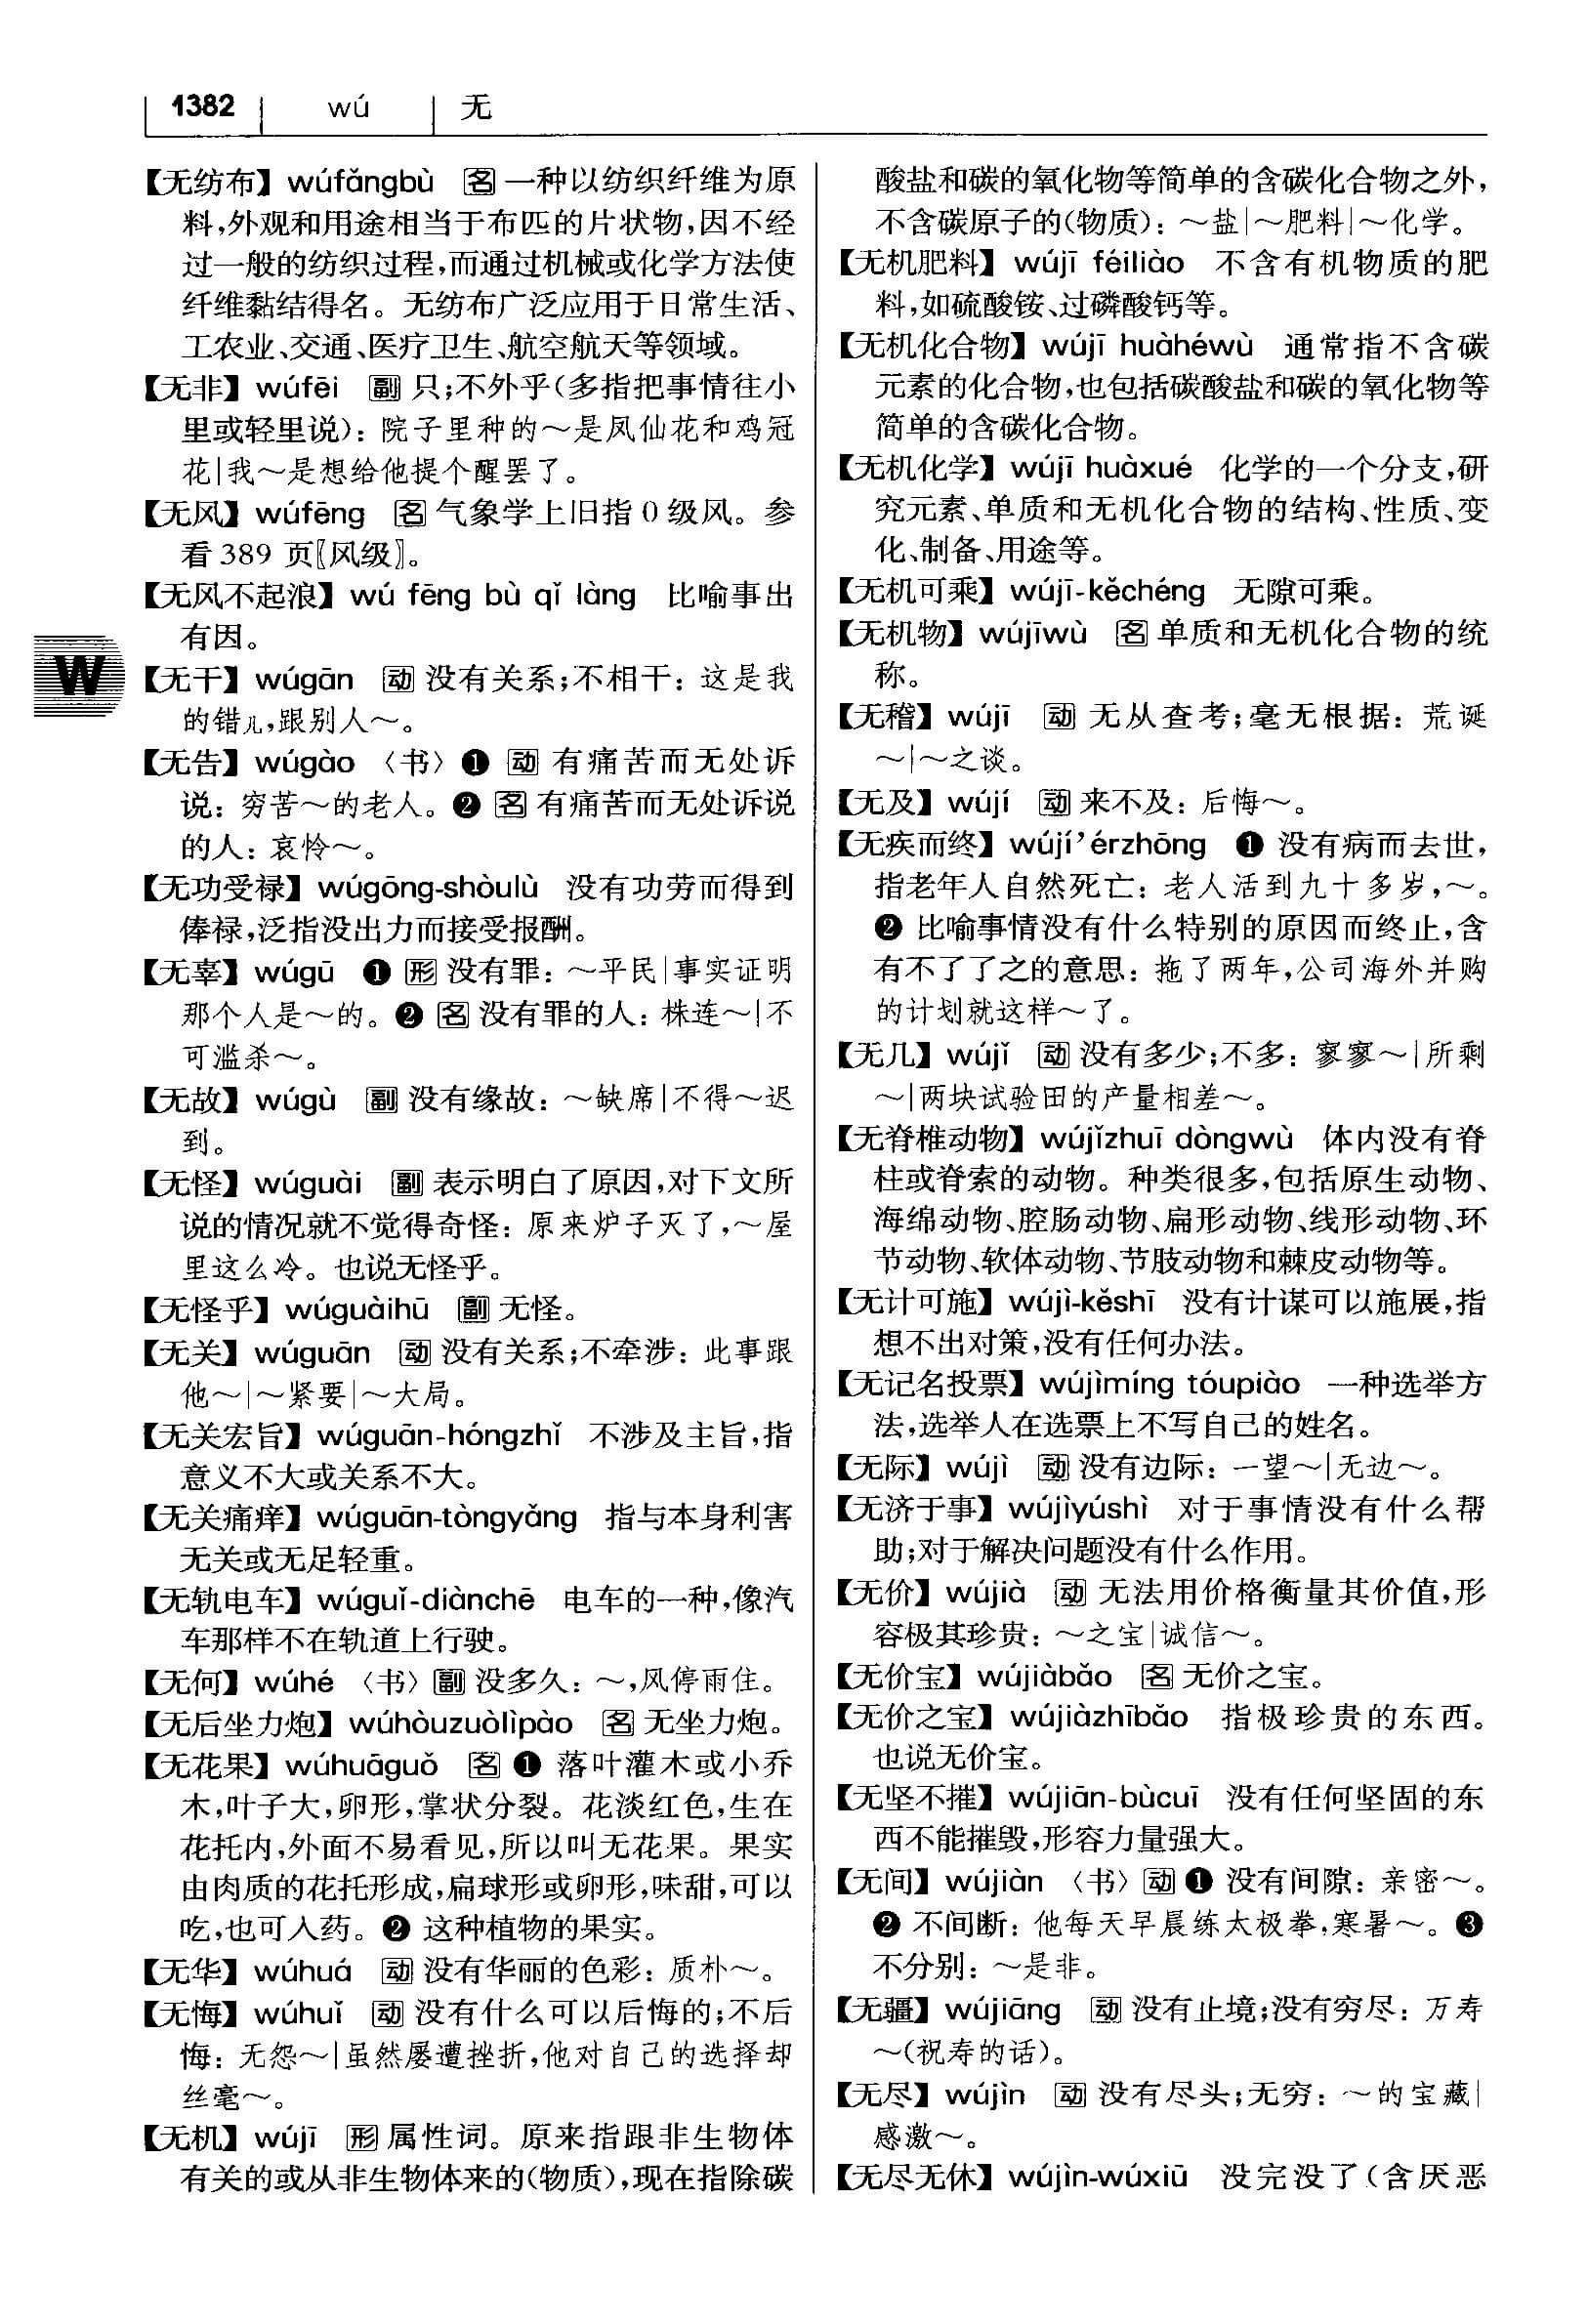 1382 wú 无
【无纺布】wúfǎngbù 名 一种以纺织纤维为原
料,外观和用途相当于布匹的片状物,因不经
过一般的纺织过程,而通过机械或化学方法使
纤维黏结得名。无纺布广泛应用于日常生活、
工农业、交通、医疗卫生、航空航天等领域。
【无非】wúfēi 副 只;不外乎(多指把事情往小
里或轻里说):院子里种的～是凤仙花和鸡冠
花|我～是想给他提个醒罢了。
【无风】wúfēng 名 气象学上旧指0级风。参
看389页〖风级〗。
【无风不起浪】wú fēng bù qǐ làng 比喻事出
有因。
W
【无干】wúgān 动 没有关系;不相干:这是我
的错儿,跟别人～。
【无告】wúgào 〈书〉❶ 动 有痛苦而无处诉
说:穷苦～的老人。❷ 名 有痛苦而无处诉说
的人:哀怜～。
【无功受禄】wúgōng-shòulù 没有功劳而得到
俸禄,泛指没出力而接受报酬。
【无辜】wúgū ❶ 形 没有罪:～平民|事实证明
那个人是～的。❷ 名 没有罪的人:株连～|不
可滥杀～。
【无故】wúgù 副 没有缘故:～缺席|不得～迟
到。
【无怪】wúguài 副 表示明白了原因,对下文所
说的情况就不觉得奇怪:原来炉子灭了,～屋
里这么冷。也说无怪乎。
【无怪乎】wúguàihū 副 无怪。
【无关】wúguān 动 没有关系;不牵涉:此事跟
他～|～紧要|～大局。
【无关宏旨】wúguān-hóngzhǐ 不涉及主旨,指
意义不大或关系不大。
【无关痛痒】wúguān-tòngyǎng 指与本身利害
无关或无足轻重。
【无轨电车】wúguǐ-diànchē 电车的一种,像汽
车那样不在轨道上行驶。
【无何】wúhé 〈书〉副 没多久:～,风停雨住。
【无后坐力炮】wúhòuzuòlìpào 名 无坐力炮。
【无花果】wúhuāguǒ 名 ❶ 落叶灌木或小乔
木,叶子大,卵形,掌状分裂。花淡红色,生在
花托内,外面不易看见,所以叫无花果。果实
由肉质的花托形成,扁球形或卵形,味甜,可以
吃,也可入药。❷ 这种植物的果实。
【无华】wúhuá 动 没有华丽的色彩:质朴～。
【无悔】wúhuǐ 动 没有什么可以后悔的;不后
悔:无怨～|虽然屡遭挫折,他对自己的选择却
丝毫～。
【无机】wújī 形 属性词。原来指跟非生物体
有关的或从非生物体来的(物质),现在指除碳
酸盐和碳的氧化物等简单的含碳化合物之外,
不含碳原子的(物质):～盐|～肥料|～化学。
【无机肥料】wújī féiliào 不含有机物质的肥
料,如硫酸铵、过磷酸钙等。
【无机化合物】wújī huàhéwù 通常指不含碳
元素的化合物,也包括碳酸盐和碳的氧化物等
简单的含碳化合物。
【无机化学】wújī huàxué 化学的一个分支,研
究元素、单质和无机化合物的结构、性质、变
化、制备、用途等。
【无机可乘】wújī-kěchéng 无隙可乘。
【无机物】wújīwù 名 单质和无机化合物的统
称。
【无稽】wújī 动 无从查考;毫无根据:荒诞
～|～之谈。
【无及】wújí 动 来不及:后悔～。
【无疾而终】wújí’érzhōng ❶ 没有病而去世,
指老年人自然死亡:老人活到九十多岁,～。
❷ 比喻事情没有什么特别的原因而终止,含
有不了了之的意思:拖了两年,公司海外并购
的计划就这样～了。
【无几】wújǐ 动 没有多少;不多:寥寥～|所剩
～|两块试验田的产量相差～。
【无脊椎动物】wújǐzhuī dòngwù 体内没有脊
柱或脊索的动物。种类很多,包括原生动物、
海绵动物、腔肠动物、扁形动物、线形动物、环
节动物、软体动物、节肢动物和棘皮动物等。
【无计可施】wújì-kěshī 没有计谋可以施展,指
想不出对策,没有任何办法。
【无记名投票】wújìmíng tóupiào 一种选举方
法,选举人在选票上不写自己的姓名。
【无际】wújì 动 没有边际:一望～|无边～。
【无济于事】wújìyúshì 对于事情没有什么帮
助;对于解决问题没有什么作用。
【无价】wújià 动 无法用价格衡量其价值,形
容极其珍贵:～之宝|诚信～。
【无价宝】wújiàbǎo 名 无价之宝。
【无价之宝】wújiàzhībǎo 指极珍贵的东西。
也说无价宝。
【无坚不摧】wújiān-bùcuī 没有任何坚固的东
西不能摧毁,形容力量强大。
【无间】wújiàn 〈书〉动 ❶ 没有间隙:亲密～。
❷ 不间断:他每天早晨练太极拳,寒暑～。❸
不分别:～是非。
【无疆】wújiāng 动 没有止境;没有穷尽:万寿
～(祝寿的话)。
【无尽】wújìn 动 没有尽头;无穷:～的宝藏|
感激～。
【无尽无休】wújìn-wúxiū 没完没了(含厌恶